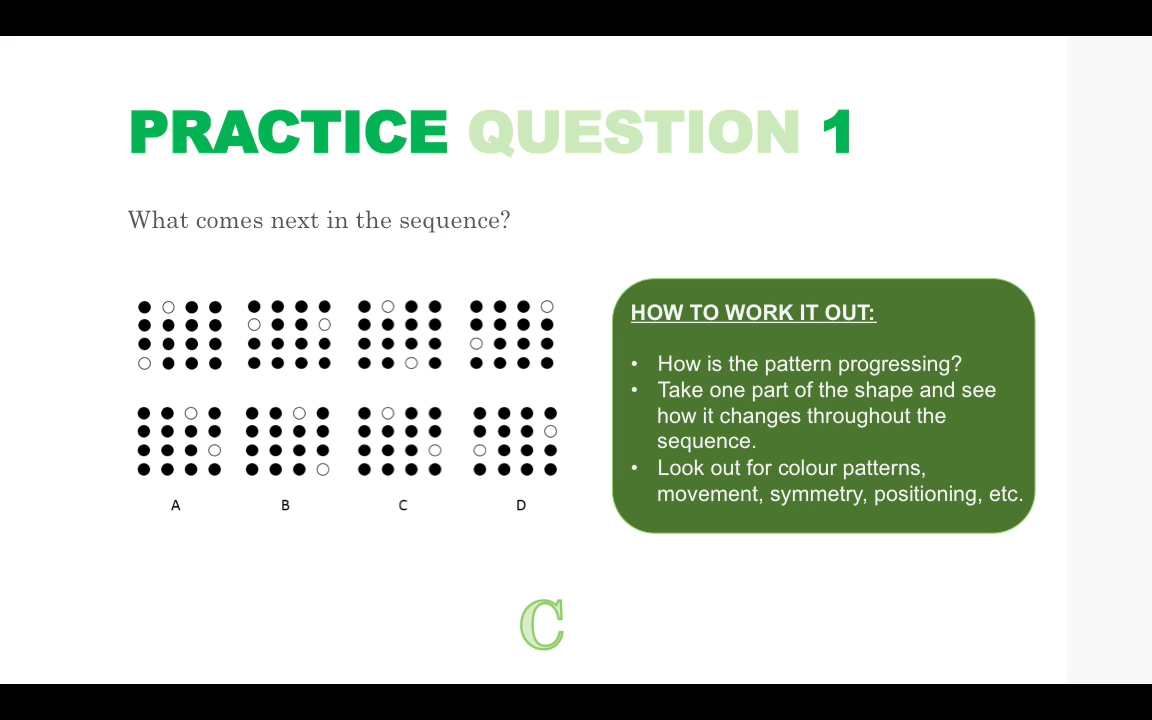 PRACTICE QUESTION 1
What comes next in the sequence?
HOW TO WORK IT OUT:
• How is the pattern progressing?
• Take one part of the shape and see
how it changes throughout the
sequence.
• Look out for colour patterns,
movement, symmetry, positioning, etc.
A B C D
C